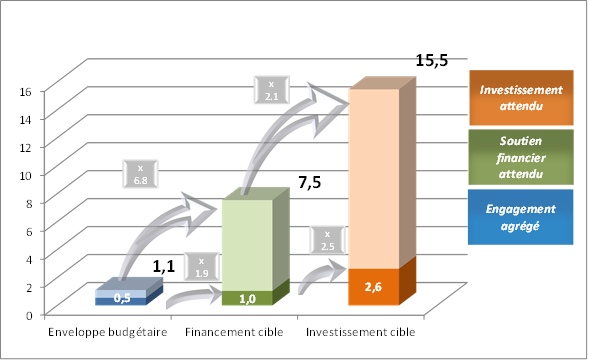 15,5
x
2.1
16
14
12
10
8
6
4
2
0
x
6.8
7,5
1,1
x
1.9
x
2.5
0,5
1,0
2,6
Enveloppe budgétaire
Financement cible
Investissement cible
Investissement
attendu
Soutien
financier
attendu
Engagement
agrégé